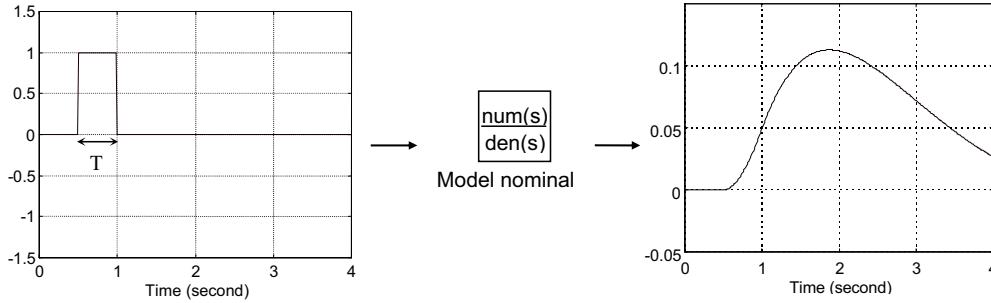 1.5
1
0.5
0
-0.5
-1
-1.5
T
0 1 2 3 4
Time (second)
num(s)
den(s)
Model nominal
0.1
0.05
0
-0.05
0 1 2 3 4
Time (second)